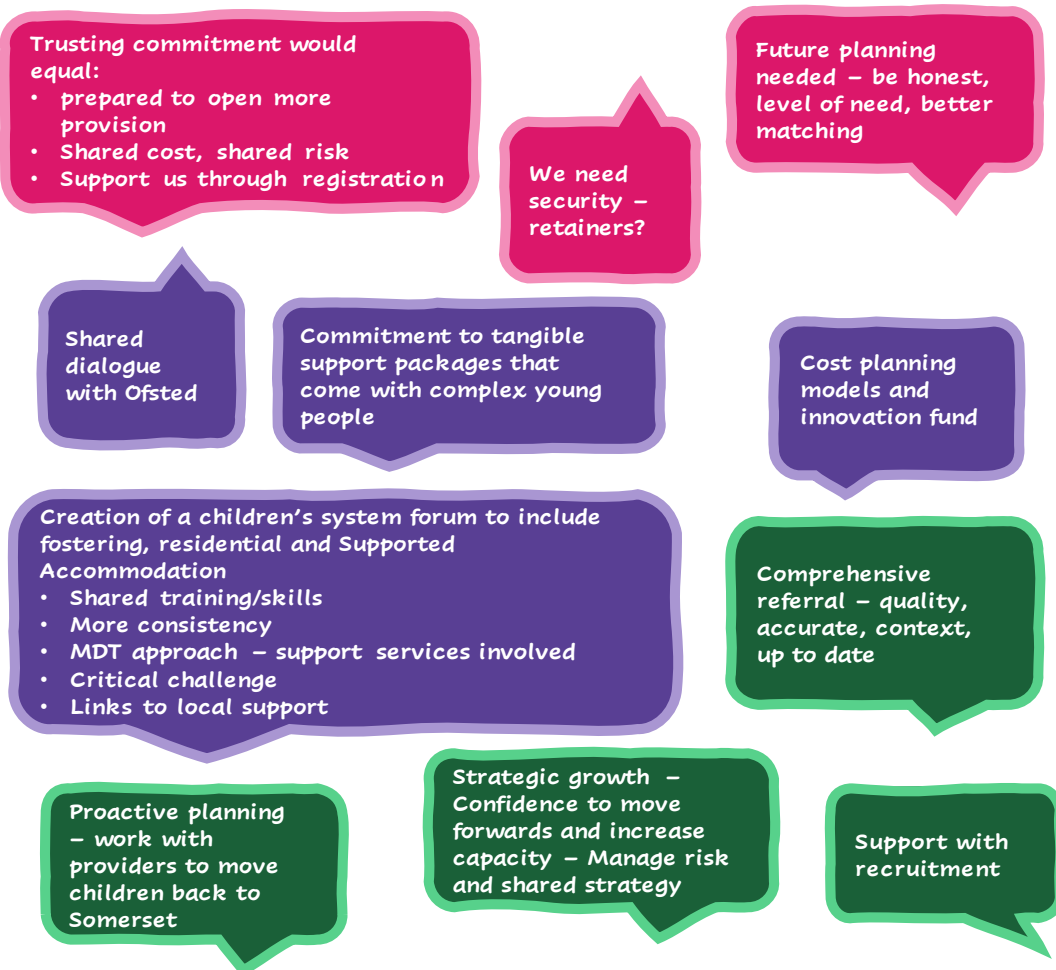 Trusting commitment would
equal:
• prepared to open more
provision
• Shared cost, shared risk
• Support us through registration
We need
security –
retainers?
Future planning
needed – be honest,
level of need, better
matching
Shared
dialogue
with Ofsted
Commitment to tangible
support packages that
come with complex young
people
Cost planning
models and
innovation fund
Creation of a children’s system forum to include
fostering, residential and Supported
Accommodation
• Shared training/skills
• More consistency
• MDT approach – support services involved
• Critical challenge
• Links to local support
Comprehensive
referral – quality,
accurate, context,
up to date
Proactive planning
– work with
providers to move
children back to
Somerset
Strategic growth –
Confidence to move
forwards and increase
capacity – Manage risk
and shared strategy
Support with
recruitment